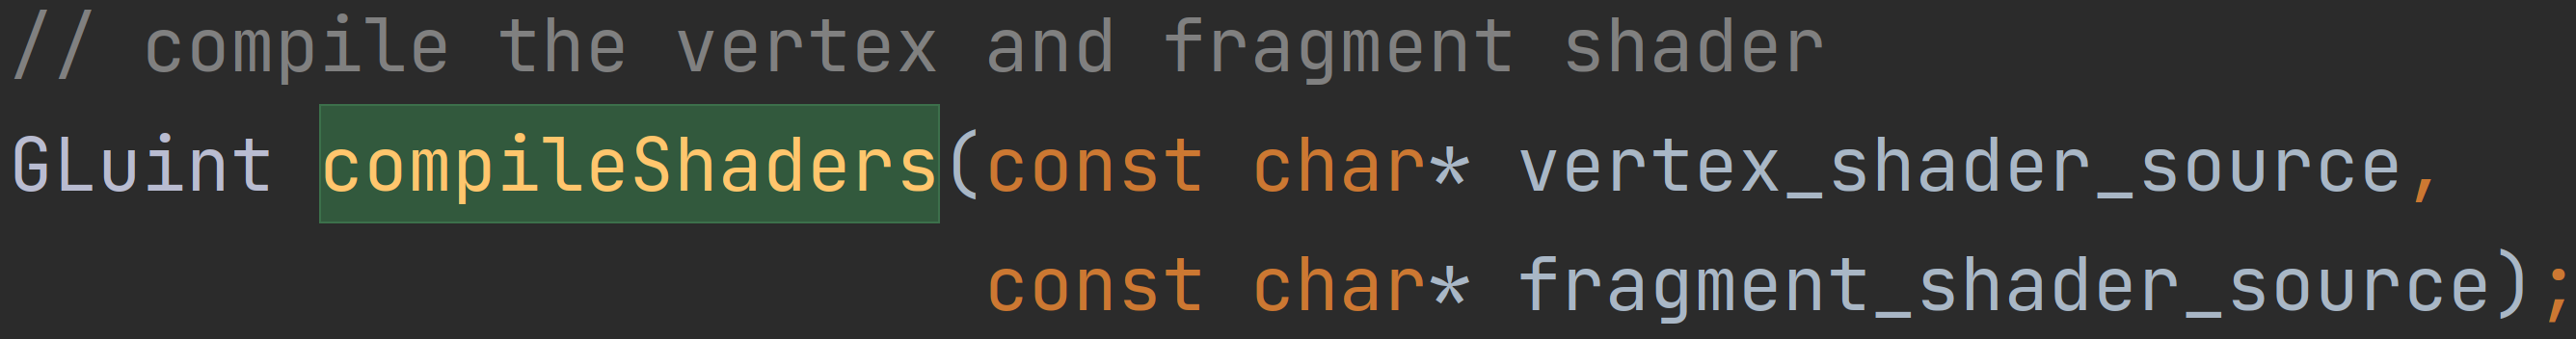 // compile the vertex and fragment shader
GLuint compileShaders(const char* vertex_shader_source,
const char* fragment_shader_source);